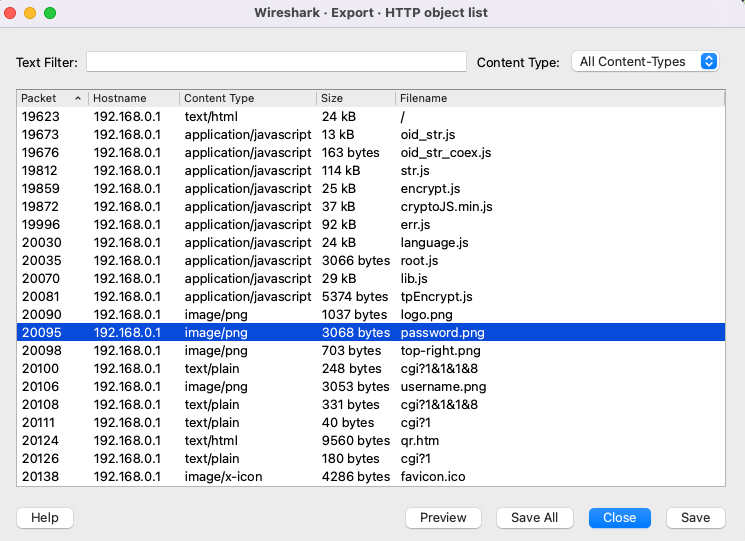 Wireshark · Export · HTTP object list
Text Filter: Content Type: All Content-Types
Packet Hostname Content Type Size Filename
19623 192.168.0.1 text/html 24 kB /
19673 192.168.0.1 application/javascript 13 kB oid_str.js
19676 192.168.0.1 application/javascript 163 bytes oid_str_coex.js
19812 192.168.0.1 application/javascript 114 kB str.js
19859 192.168.0.1 application/javascript 25 kB encrypt.js
19872 192.168.0.1 application/javascript 37 kB cryptoJS.min.js
19996 192.168.0.1 application/javascript 92 kB err.js
20030 192.168.0.1 application/javascript 24 kB language.js
20035 192.168.0.1 application/javascript 3066 bytes root.js
20070 192.168.0.1 application/javascript 29 kB lib.js
20081 192.168.0.1 application/javascript 5374 bytes tpEncrypt.js
20090 192.168.0.1 image/png 1037 bytes logo.png
20095 192.168.0.1 image/png 3068 bytes password.png
20098 192.168.0.1 image/png 703 bytes top-right.png
20100 192.168.0.1 text/plain 248 bytes cgi?1&1&1&8
20106 192.168.0.1 image/png 3053 bytes username.png
20108 192.168.0.1 text/plain 331 bytes cgi?1&1&1&8
20111 192.168.0.1 text/plain 40 bytes cgi?1
20124 192.168.0.1 text/html 9560 bytes qr.htm
20126 192.168.0.1 text/plain 180 bytes cgi?1
20138 192.168.0.1 image/x-icon 4286 bytes favicon.ico
Help Preview Save All Close Save